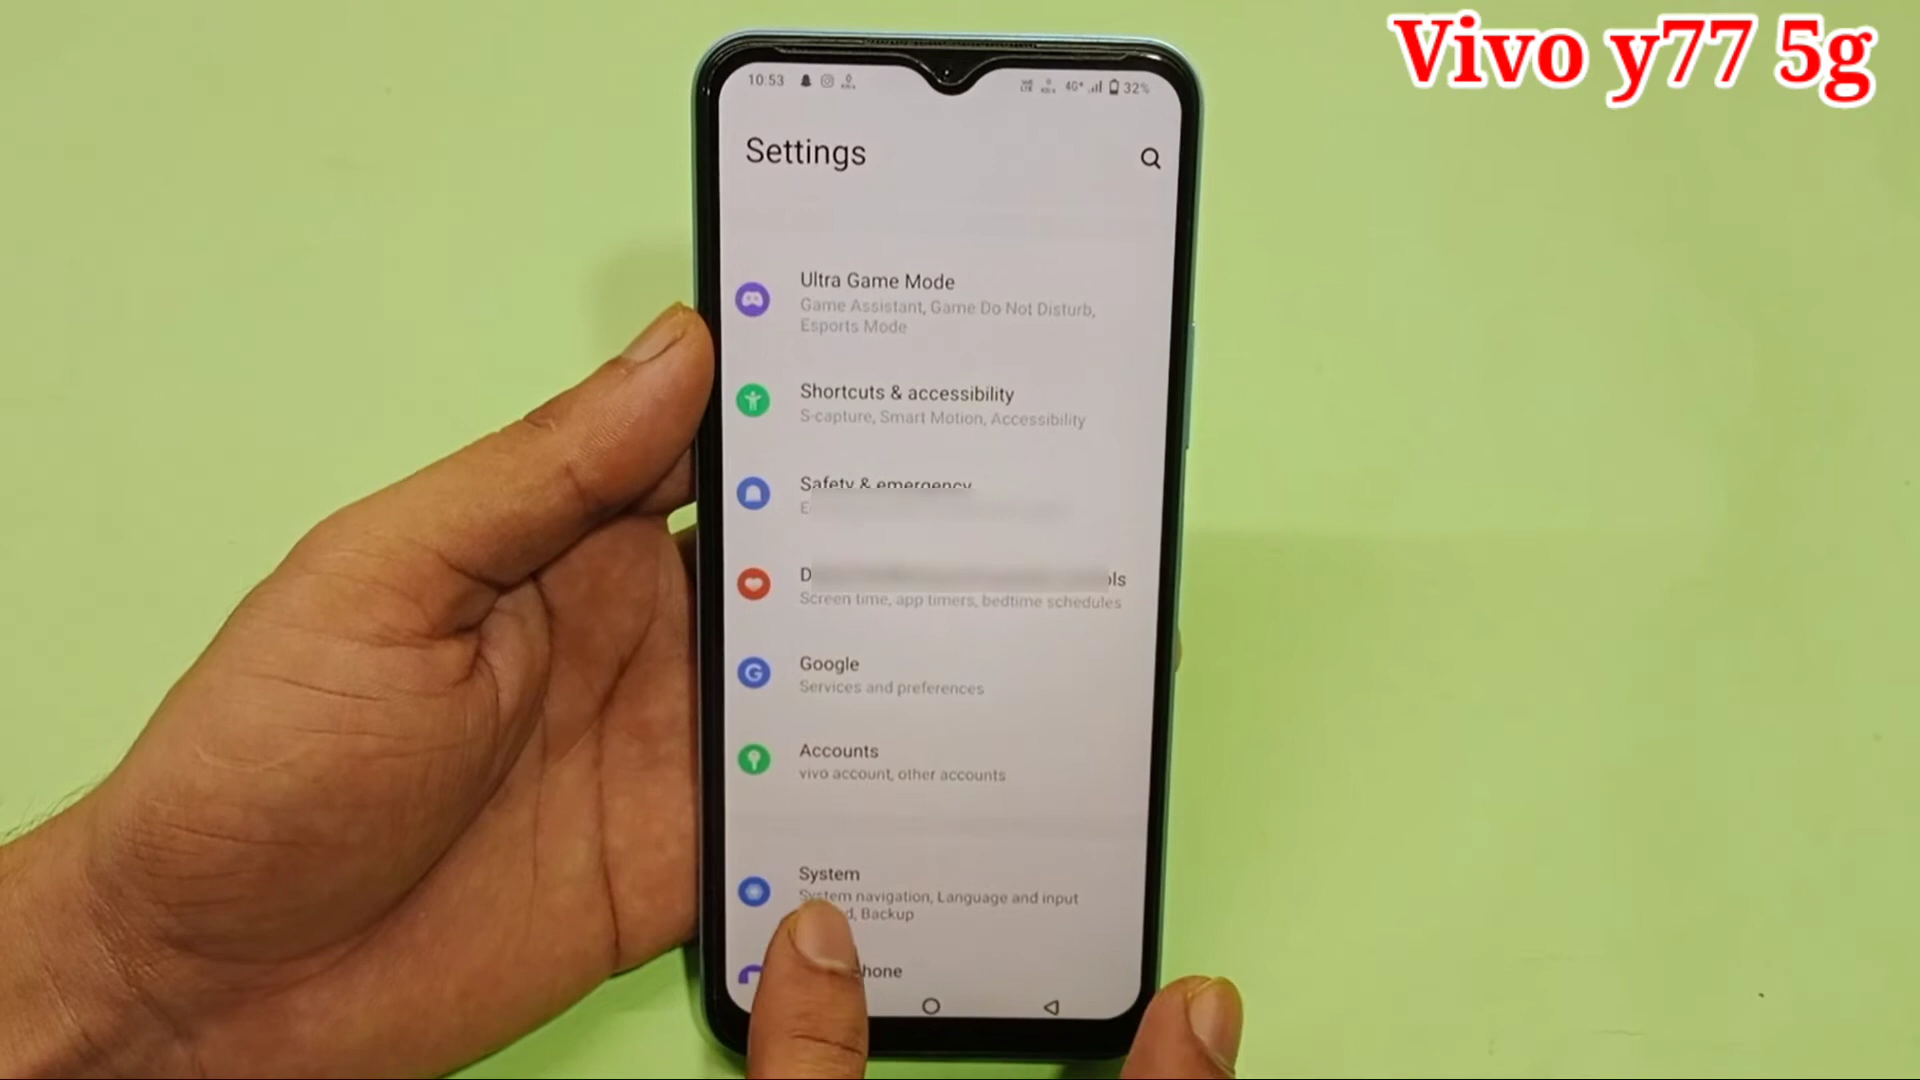 Vivo y77 5g
10:53
4G+ 32%
Settings
Ultra Game Mode
Game Assistant, Game Do Not Disturb,
Esports Mode
Shortcuts & accessibility
S-capture, Smart Motion, Accessibility
Safety & emergency
Screen time, app timers, bedtime schedules
Google
Services and preferences
Accounts
vivo account, other accounts
System
System navigation, Language and input
Backup